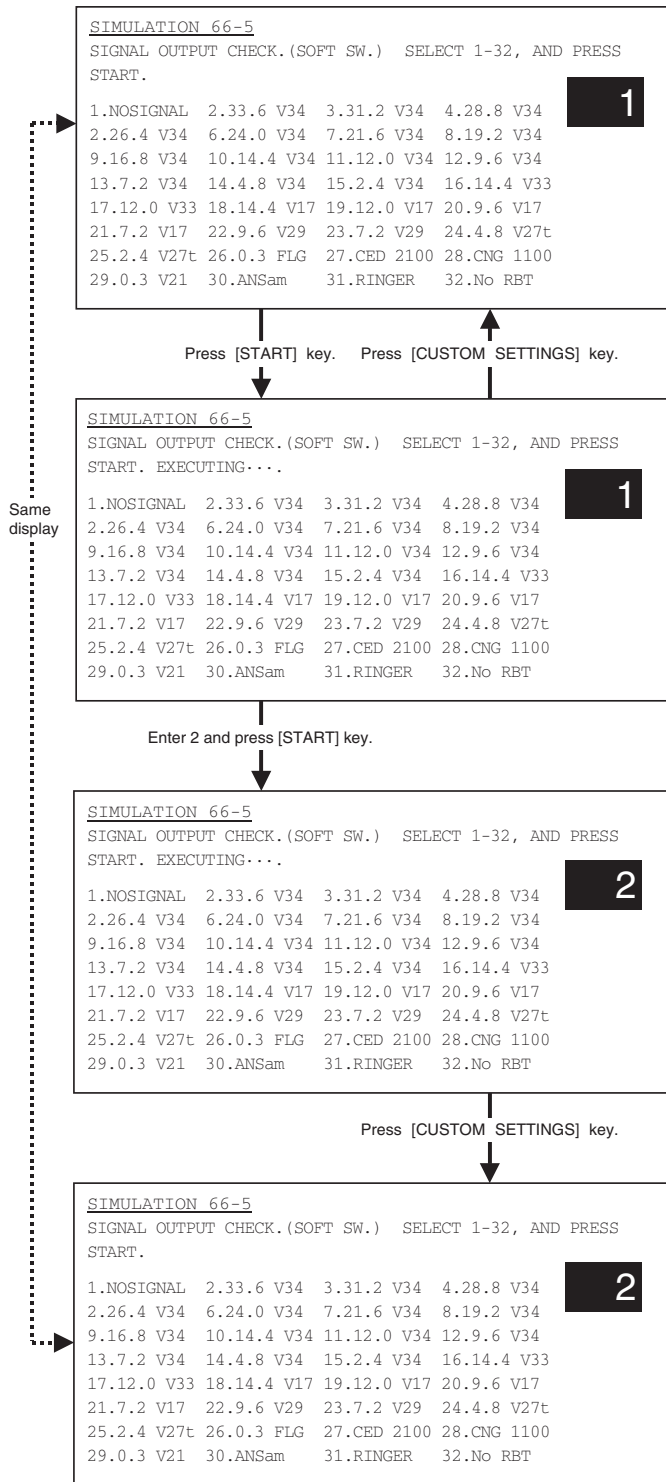 SIMULATION 66-5
SIGNAL OUTPUT CHECK.(SOFT SW.) SELECT 1-32, AND PRESS
START.
1
1.NOSIGNAL 2.33.6 V34 3.31.2 V34 4.28.8 V34
2.26.4 V34 6.24.0 V34 7.21.6 V34 8.19.2 V34
9.16.8 V34 10.14.4 V34 11.12.0 V34 12.9.6 V34
13.7.2 V34 14.4.8 V34 15.2.4 V34 16.14.4 V33
17.12.0 V33 18.14.4 V17 19.12.0 V17 20.9.6 V17
21.7.2 V17 22.9.6 V29 23.7.2 V29 24.4.8 V27t
25.2.4 V27t 26.0.3 FLG 27.CED 2100 28.CNG 1100
29.0.3 V21 30.ANSam 31.RINGER 32.No RBT
Press [START] key. Press [CUSTOM SETTINGS] key.
SIMULATION 66-5
SIGNAL OUTPUT CHECK.(SOFT SW.) SELECT 1-32, AND PRESS
START. EXECUTING····.
1
1.NOSIGNAL 2.33.6 V34 3.31.2 V34 4.28.8 V34
2.26.4 V34 6.24.0 V34 7.21.6 V34 8.19.2 V34
9.16.8 V34 10.14.4 V34 11.12.0 V34 12.9.6 V34
13.7.2 V34 14.4.8 V34 15.2.4 V34 16.14.4 V33
17.12.0 V33 18.14.4 V17 19.12.0 V17 20.9.6 V17
21.7.2 V17 22.9.6 V29 23.7.2 V29 24.4.8 V27t
25.2.4 V27t 26.0.3 FLG 27.CED 2100 28.CNG 1100
29.0.3 V21 30.ANSam 31.RINGER 32.No RBT
Same
display
Enter 2 and press [START] key.
SIMULATION 66-5
SIGNAL OUTPUT CHECK.(SOFT SW.) SELECT 1-32, AND PRESS
START. EXECUTING····.
2
1.NOSIGNAL 2.33.6 V34 3.31.2 V34 4.28.8 V34
2.26.4 V34 6.24.0 V34 7.21.6 V34 8.19.2 V34
9.16.8 V34 10.14.4 V34 11.12.0 V34 12.9.6 V34
13.7.2 V34 14.4.8 V34 15.2.4 V34 16.14.4 V33
17.12.0 V33 18.14.4 V17 19.12.0 V17 20.9.6 V17
21.7.2 V17 22.9.6 V29 23.7.2 V29 24.4.8 V27t
25.2.4 V27t 26.0.3 FLG 27.CED 2100 28.CNG 1100
29.0.3 V21 30.ANSam 31.RINGER 32.No RBT
Press [CUSTOM SETTINGS] key.
SIMULATION 66-5
SIGNAL OUTPUT CHECK.(SOFT SW.) SELECT 1-32, AND PRESS
START.
2
1.NOSIGNAL 2.33.6 V34 3.31.2 V34 4.28.8 V34
2.26.4 V34 6.24.0 V34 7.21.6 V34 8.19.2 V34
9.16.8 V34 10.14.4 V34 11.12.0 V34 12.9.6 V34
13.7.2 V34 14.4.8 V34 15.2.4 V34 16.14.4 V33
17.12.0 V33 18.14.4 V17 19.12.0 V17 20.9.6 V17
21.7.2 V17 22.9.6 V29 23.7.2 V29 24.4.8 V27t
25.2.4 V27t 26.0.3 FLG 27.CED 2100 28.CNG 1100
29.0.3 V21 30.ANSam 31.RINGER 32.No RBT